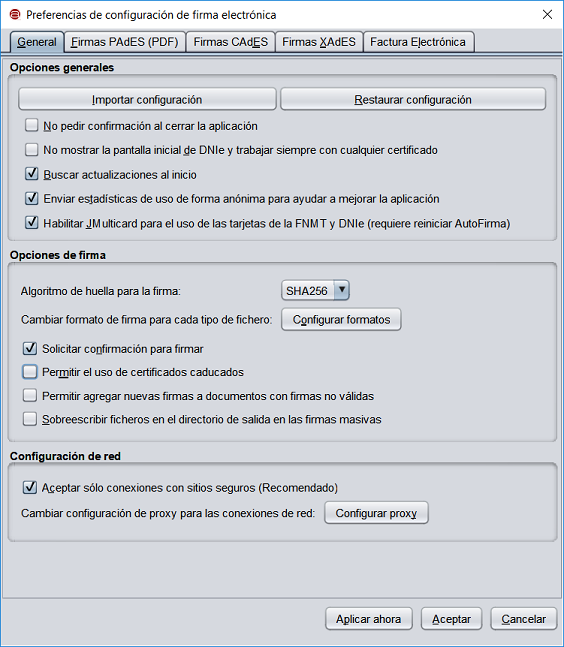 Preferencias de configuración de firma electrónica
General Firmas PAdES (PDF) Firmas CAdES Firmas XAdES Factura Electrónica
Opciones generales
Importar configuración Restaurar configuración
No pedir confirmación al cerrar la aplicación
No mostrar la pantalla inicial de DNIe y trabajar siempre con cualquier certificado
Buscar actualizaciones al inicio
Enviar estadísticas de uso de forma anónima para ayudar a mejorar la aplicación
Habilitar JMulticard para el uso de las tarjetas de la FNMT y DNIe (requiere reiniciar AutoFirma)
Opciones de firma
Algoritmo de huella para la firma: SHA256
Cambiar formato de firma para cada tipo de fichero: Configurar formatos
Solicitar confirmación para firmar
Permitir el uso de certificados caducados
Permitir agregar nuevas firmas a documentos con firmas no válidas
Sobreescribir ficheros en el directorio de salida en las firmas masivas
Configuración de red
Aceptar sólo conexiones con sitios seguros (Recomendado)
Cambiar configuración de proxy para las conexiones de red: Configurar proxy
Aplicar ahora Aceptar Cancelar